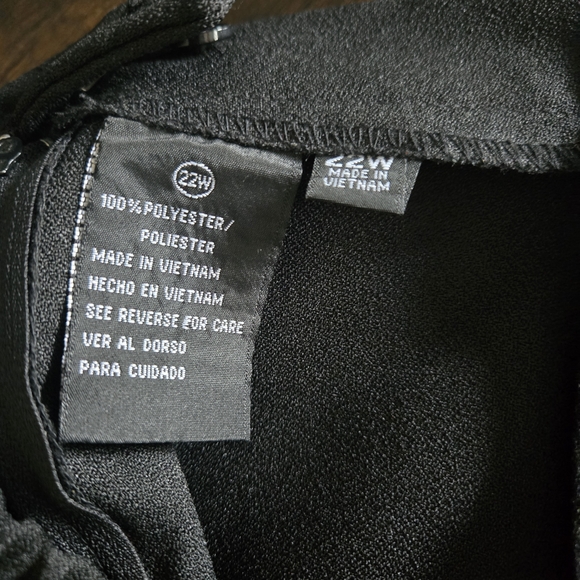 22W
100% POLYESTER/
POLIESTER
MADE IN VIETNAM
HECHO EN VIETNAM
SEE REVERSE FOR CARE
VER AL DORSO
PARA CUIDADO
22W
MADE IN
VIETNAM